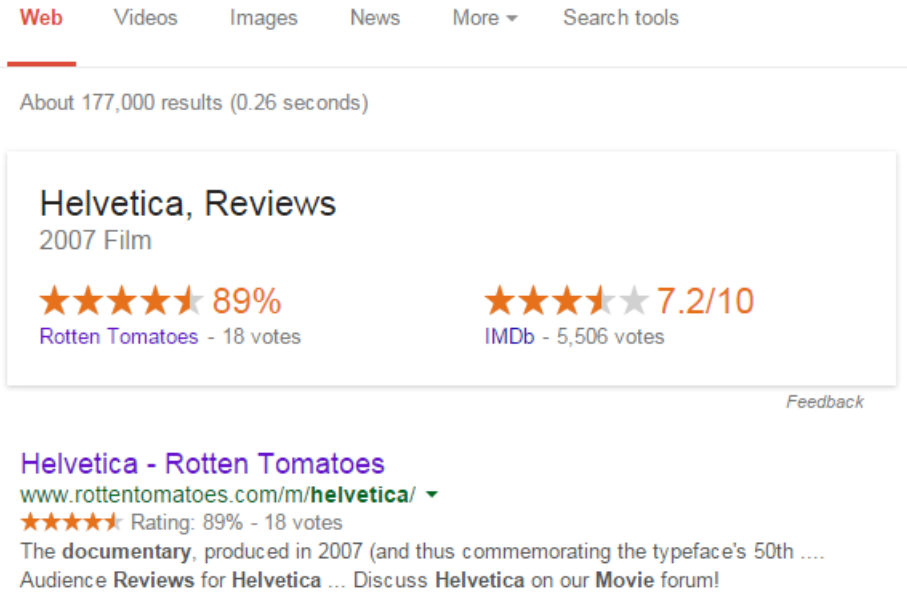 Web Videos Images News More Search tools
About 177,000 results (0.26 seconds)
Helvetica, Reviews
2007 Film
89% 7.2/10
Rotten Tomatoes - 18 votes IMDb - 5,506 votes
Feedback
Helvetica - Rotten Tomatoes
www.rottentomatoes.com/m/helvetica/
Rating: 89% - 18 votes
The documentary, produced in 2007 (and thus commemorating the typeface's 50th ....
Audience Reviews for Helvetica ... Discuss Helvetica on our Movie forum!